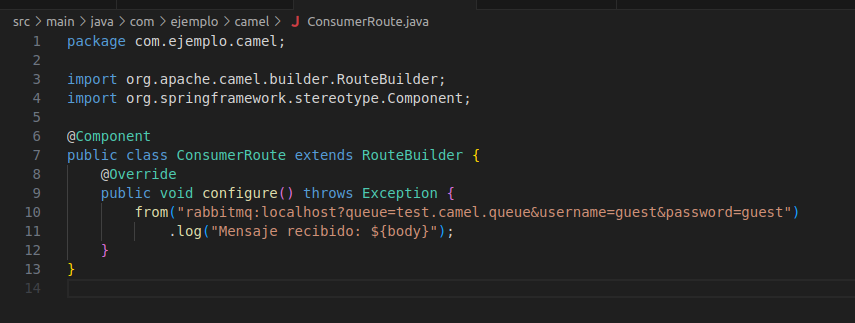 src > main > java > com > ejemplo > camel > J ConsumerRoute.java
1 package com.ejemplo.camel;
2
3 import org.apache.camel.builder.RouteBuilder;
4 import org.springframework.stereotype.Component;
5
6 @Component
7 public class ConsumerRoute extends RouteBuilder {
8     @Override
9     public void configure() throws Exception {
10         from("rabbitmq:localhost?queue=test.camel.queue&username=guest&password=guest")
11             .log("Mensaje recibido: ${body}");
12     }
13 }
14